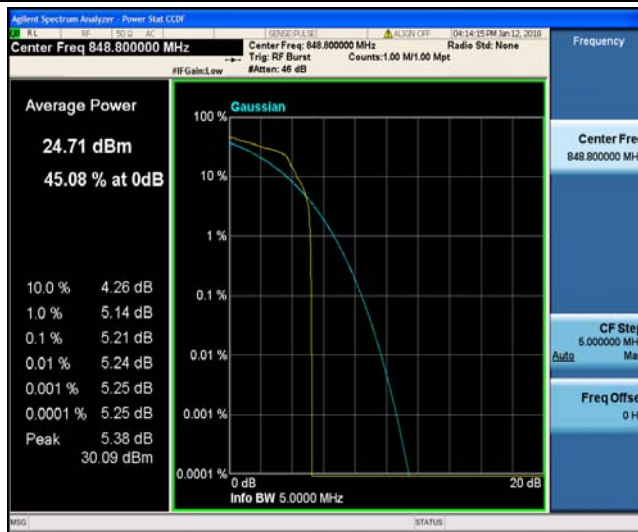 Agilent Spectrum Analyzer - Power Stat CCDF
RL RF 50 Ω AC SENSE:PULSE ALIGN OFF 04:14:15 PM Jan 12, 2018
Center Freq 848.800000 MHz
Center Freq: 848.800000 MHz Radio Std: None
Trig: RF Burst Counts:1.00 M/1.00 Mpt
#IFGain:Low #Atten: 46 dB
Frequency
Average Power
24.71 dBm
45.08 % at 0dB
10.0 % 4.26 dB
1.0 % 5.14 dB
0.1 % 5.21 dB
0.01 % 5.24 dB
0.001 % 5.25 dB
0.0001 % 5.25 dB
Peak 5.38 dB
30.09 dBm
Gaussian
100 %
10 %
1 %
0.1 %
0.01 %
0.001 %
0.0001 %
0 dB 20 dB
Info BW 5.0000 MHz
Center Fre
848.800000 MH
CF Ste
5.000000 MH
Auto Ma
Freq Offse
0 H
MSG STATUS